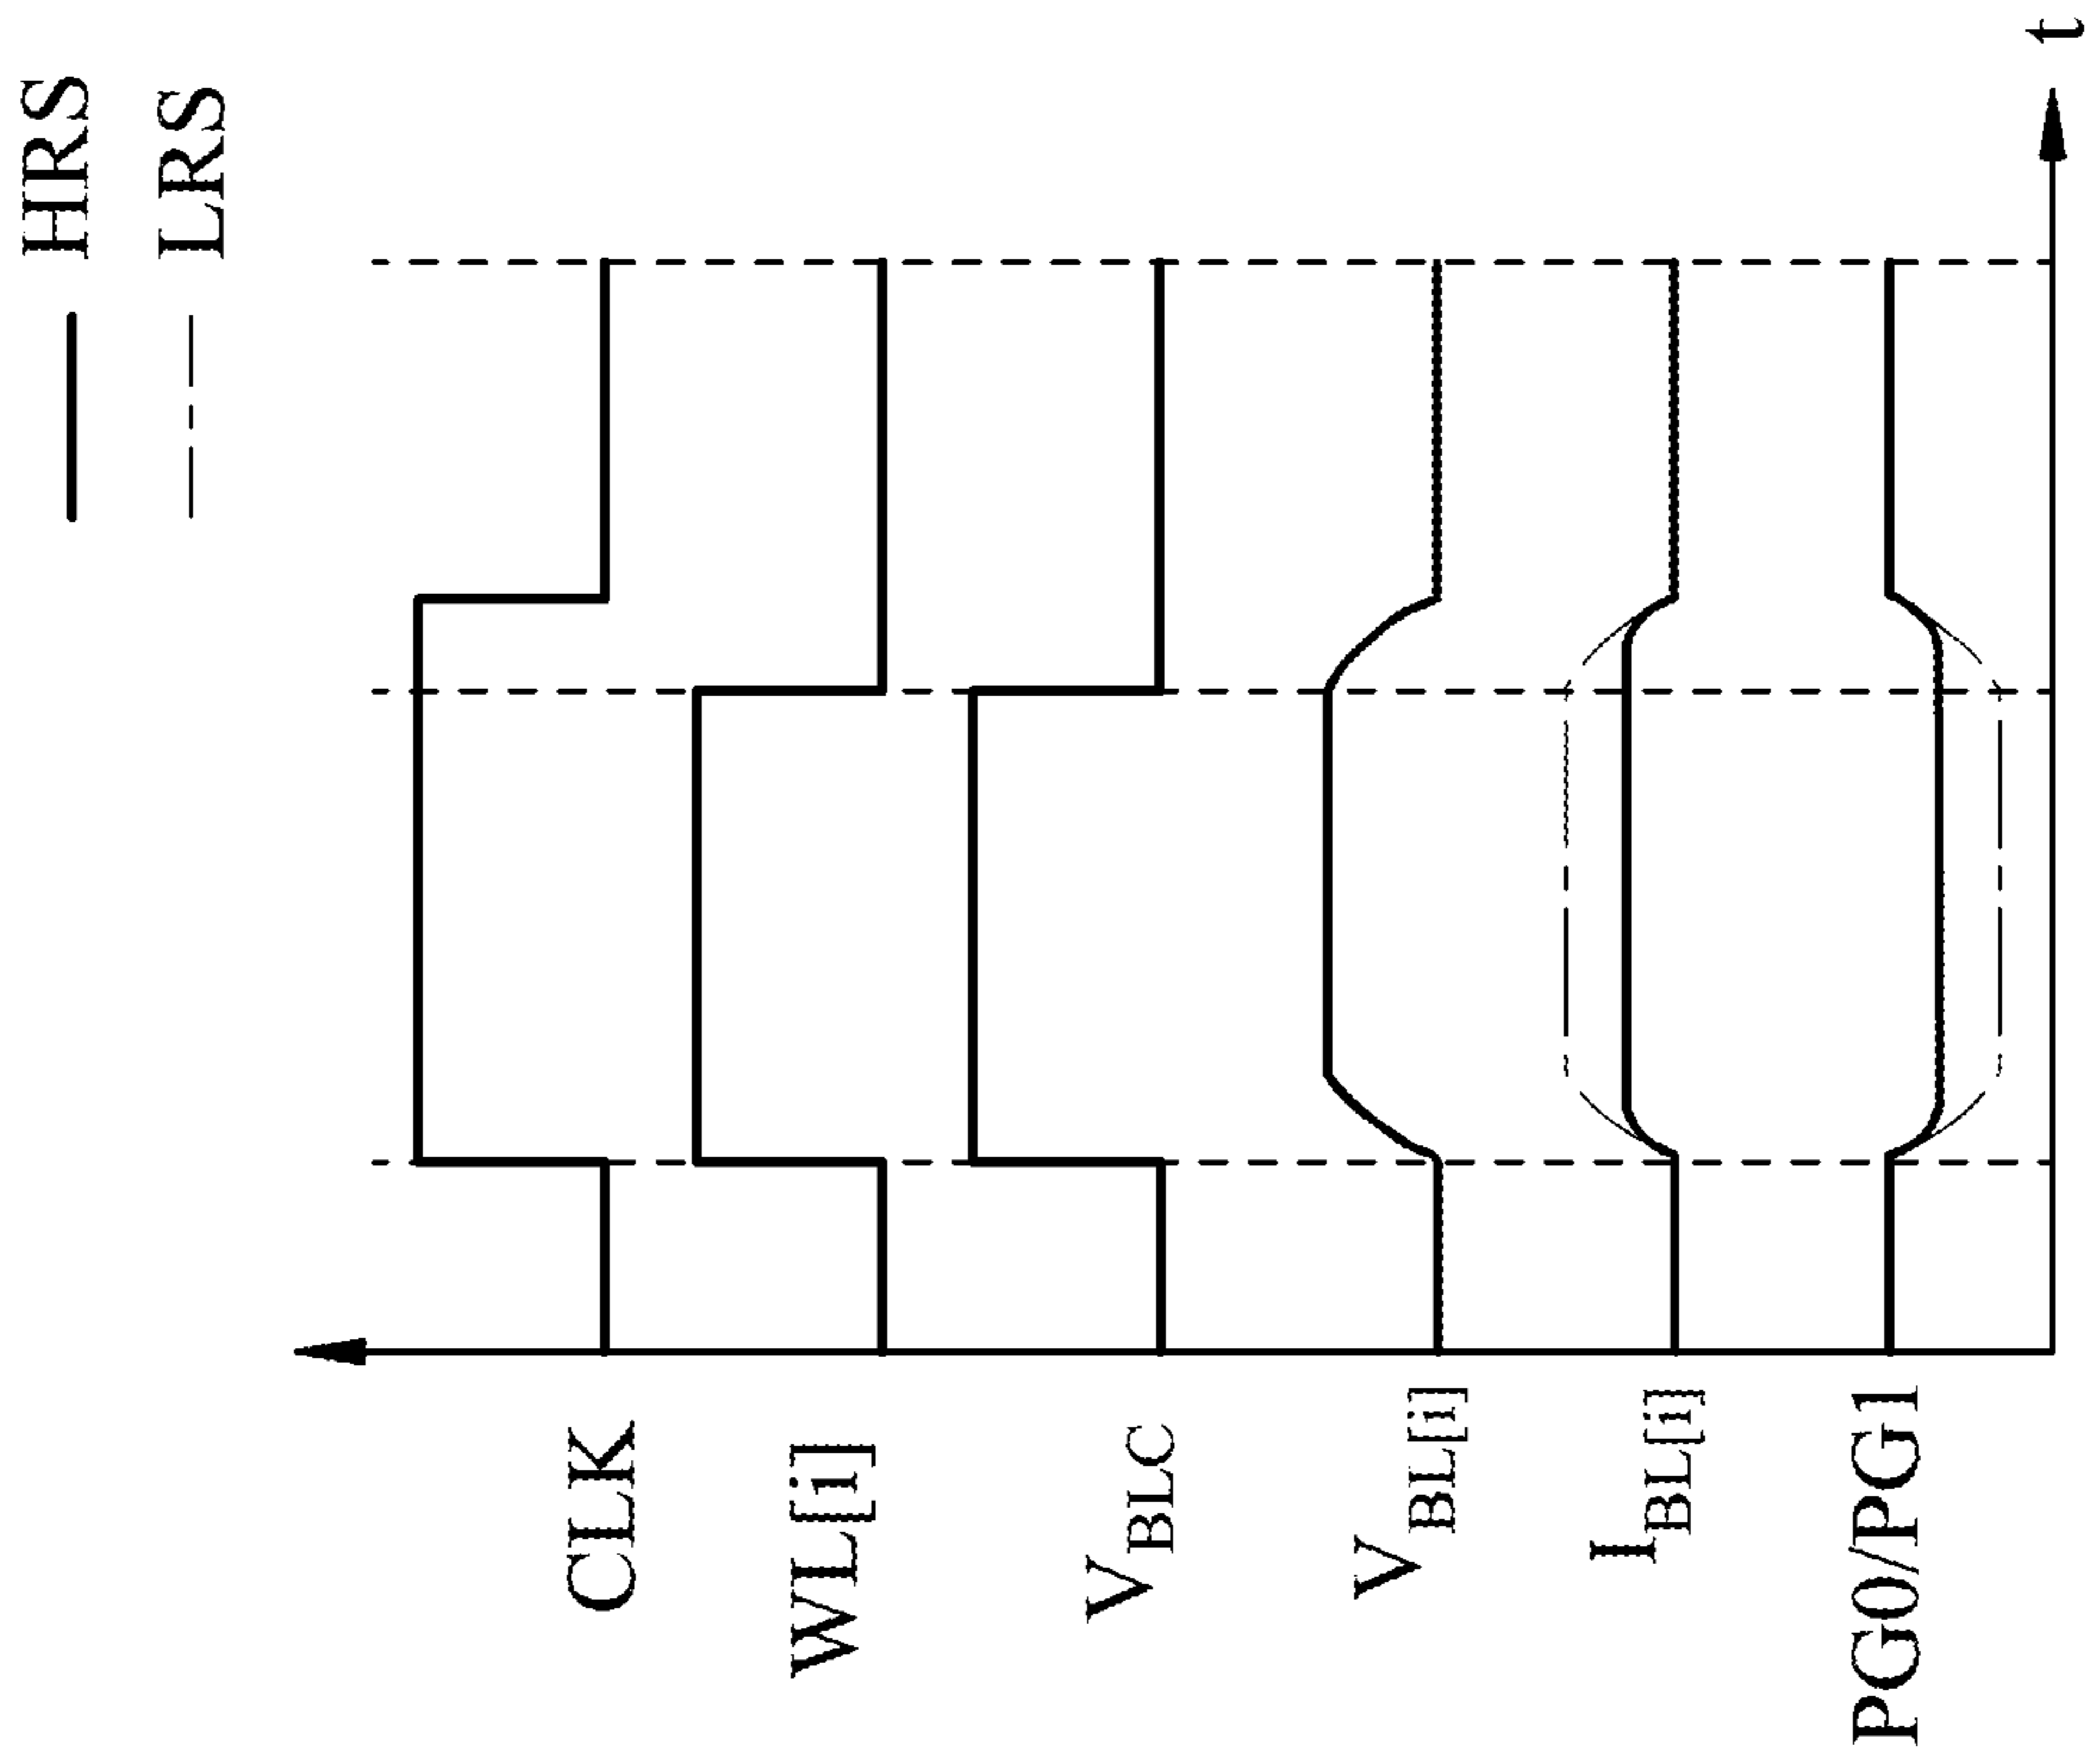 HRS
LRS
CLK
WL[i]
VBLC
VBL[i]
IBL[i]
PG0/PG1
t